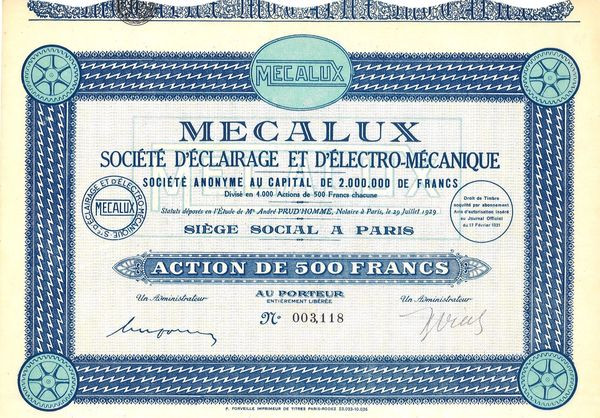 MECALUX
MECALUX
SOCIÉTÉ D'ÉCLAIRAGE ET D'ÉLECTRO-MÉCANIQUE
SOCIÉTÉ ANONYME AU CAPITAL DE 2.000.000 DE FRANCS
Divisé en 4.000 Actions de 500 Francs chacune
Statuts déposés en l'Étude de Me André PRUD'HOMME, Notaire à Paris, le 29 Juillet 1929
SIÈGE SOCIAL A PARIS
STÉ D'ÉCLAIRAGE ET D'ÉLECTRO-MÉCANIQUE
MECALUX
Droit de Timbre
acquitté par abonnement
Avis d'autorisation inséré
au Journal Officiel
du 17 Février 1931
MECALUX
ACTION DE 500 FRANCS
Un Administrateur
AU PORTEUR
ENTIÈREMENT LIBÉRÉE
Un Administrateur
No 003,118
P. FORVEILLE IMPRIMEUR DE TITRES PARIS-RODEZ